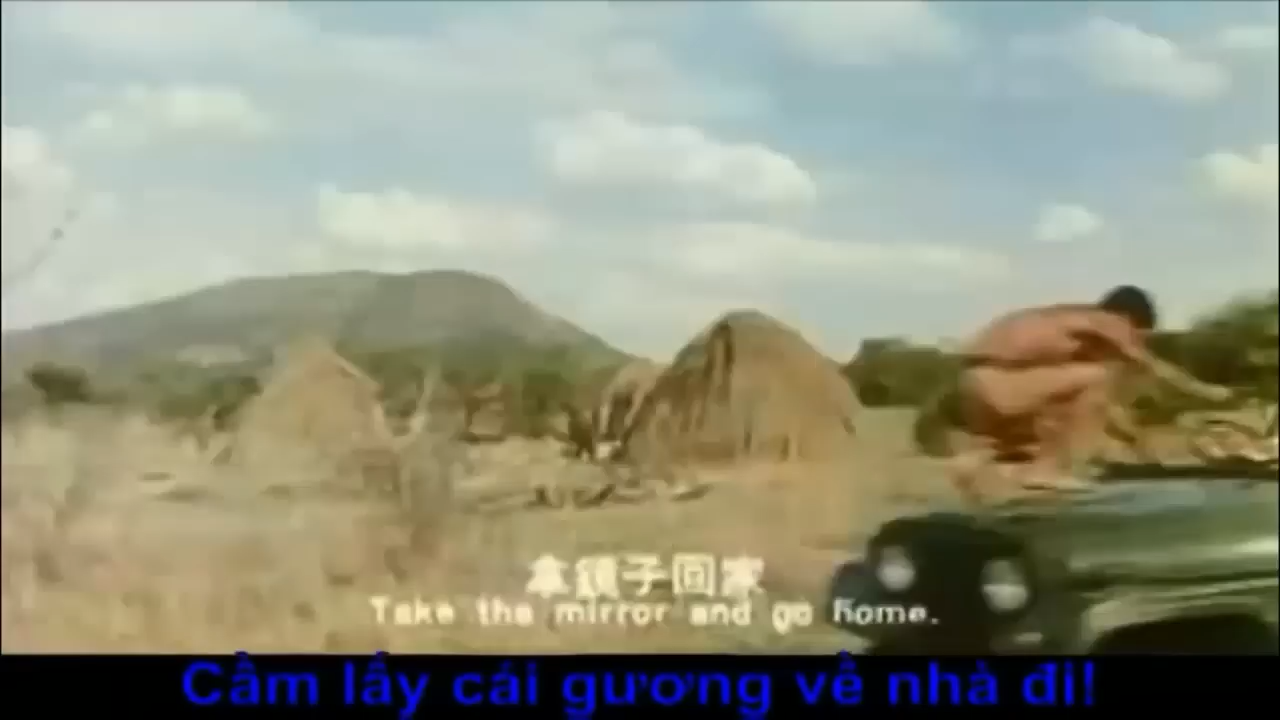 拿鏡子回家
Take the mirror and go home.
Cầm lấy cái gương về nhà đi!